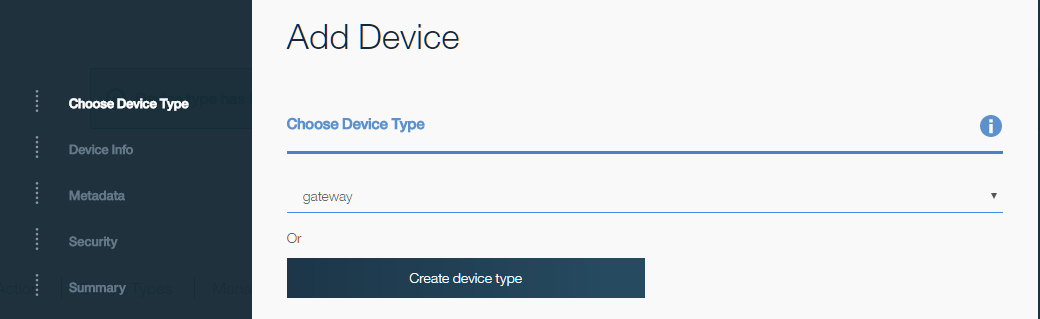 Add Device
Choose Device Type
Device Info
Metadata
Security
Summary
Choose Device Type
gateway
Or
Create device type